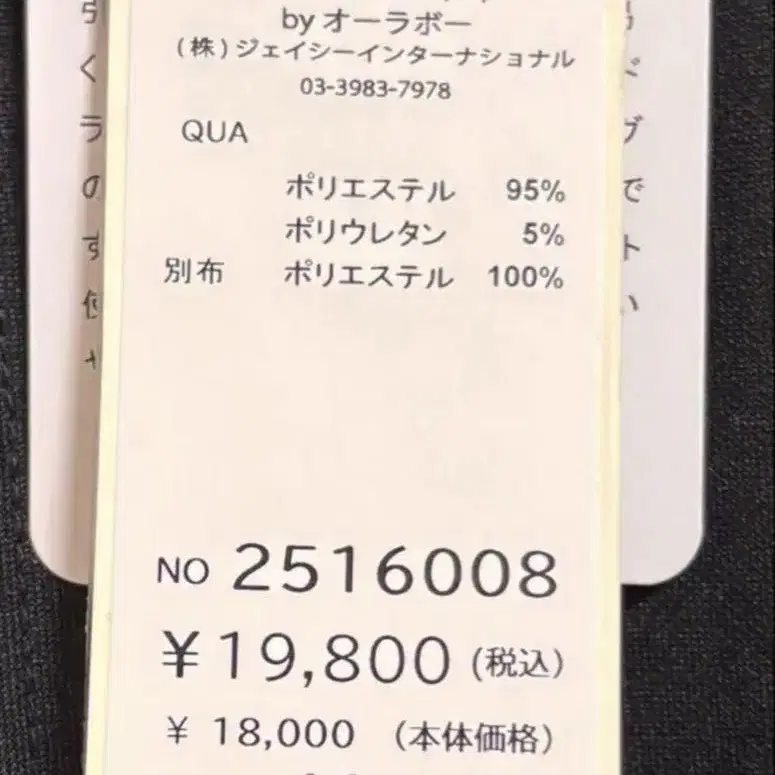 by オーラボー
(株)ジェイシーインターナショナル
03-3983-7978
QUA
ポリエステル 95%
ポリウレタン 5%
別布 ポリエステル 100%
NO 2516008
¥19,800 (税込)
¥ 18,000 (本体価格)